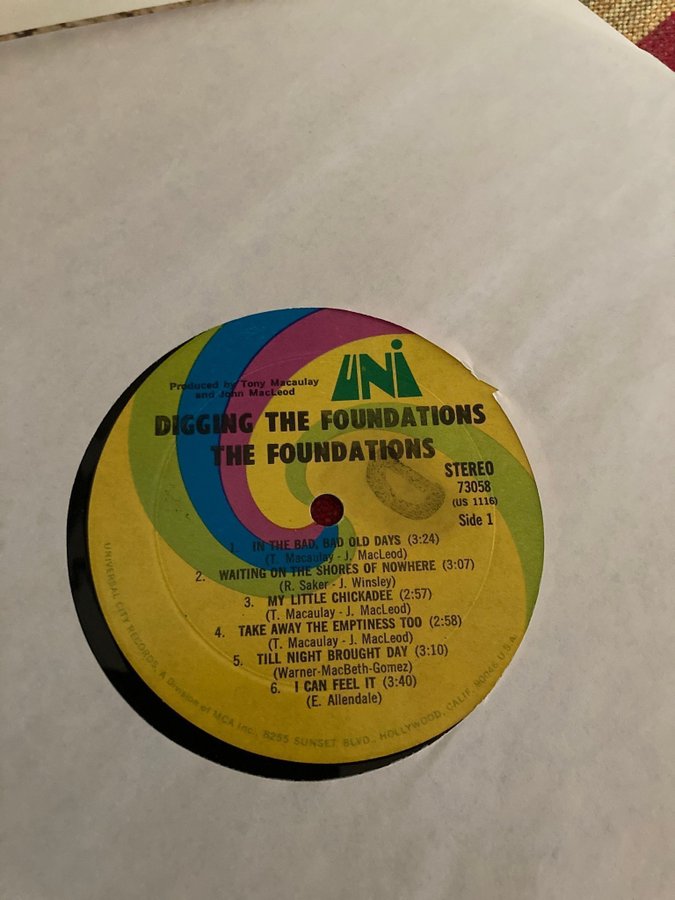 UNI
Produced by Tony Macaulay
and John MacLeod
DIGGING THE FOUNDATIONS
THE FOUNDATIONS
STEREO
73058
(US 1116)
Side 1
1. IN THE BAD, BAD OLD DAYS (3:24)
(T. Macaulay - J. MacLeod)
2. WAITING ON THE SHORES OF NOWHERE (3:07)
(R. Saker - J. Winsley)
3. MY LITTLE CHICKADEE (2:57)
(T. Macaulay - J. MacLeod)
4. TAKE AWAY THE EMPTINESS TOO (2:58)
(T. Macaulay - J. MacLeod)
5. TILL NIGHT BROUGHT DAY (3:10)
(Warner-MacBeth-Gomez)
6. I CAN FEEL IT (3:40)
(E. Allendale)
UNIVERSAL CITY RECORDS, A Division of MCA Inc., 8255 SUNSET BLVD., HOLLYWOOD, CALIF. 90046 U.S.A.